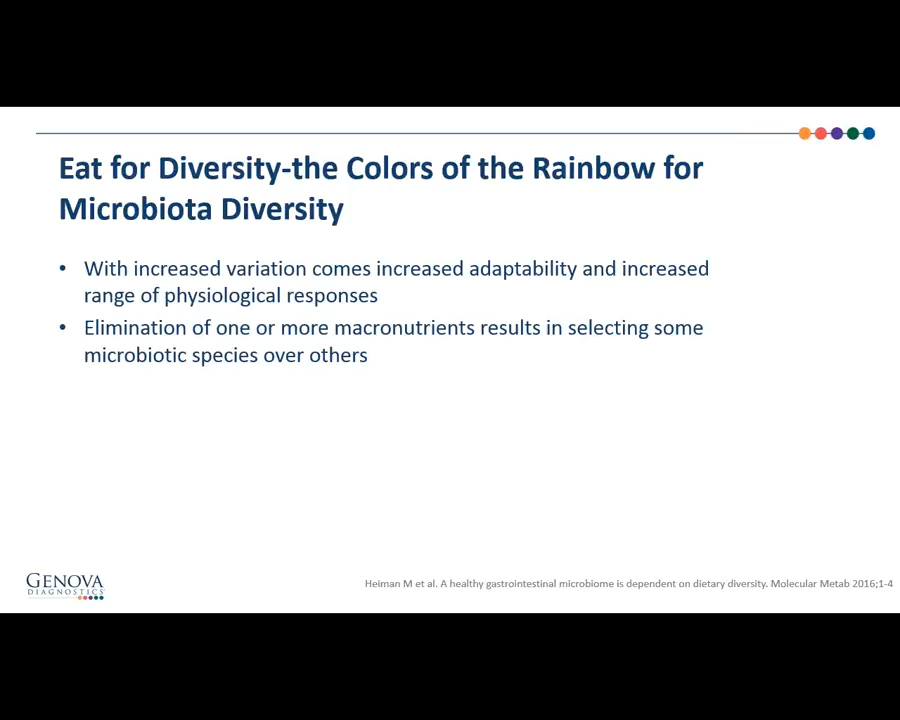 Eat for Diversity-the Colors of the Rainbow for
Microbiota Diversity
• With increased variation comes increased adaptability and increased
range of physiological responses
• Elimination of one or more macronutrients results in selecting some
microbiotic species over others
GENOVA
DIAGNOSTICS
Heiman M et al. A healthy gastrointestinal microbiome is dependent on dietary diversity. Molecular Metab 2016;1-4